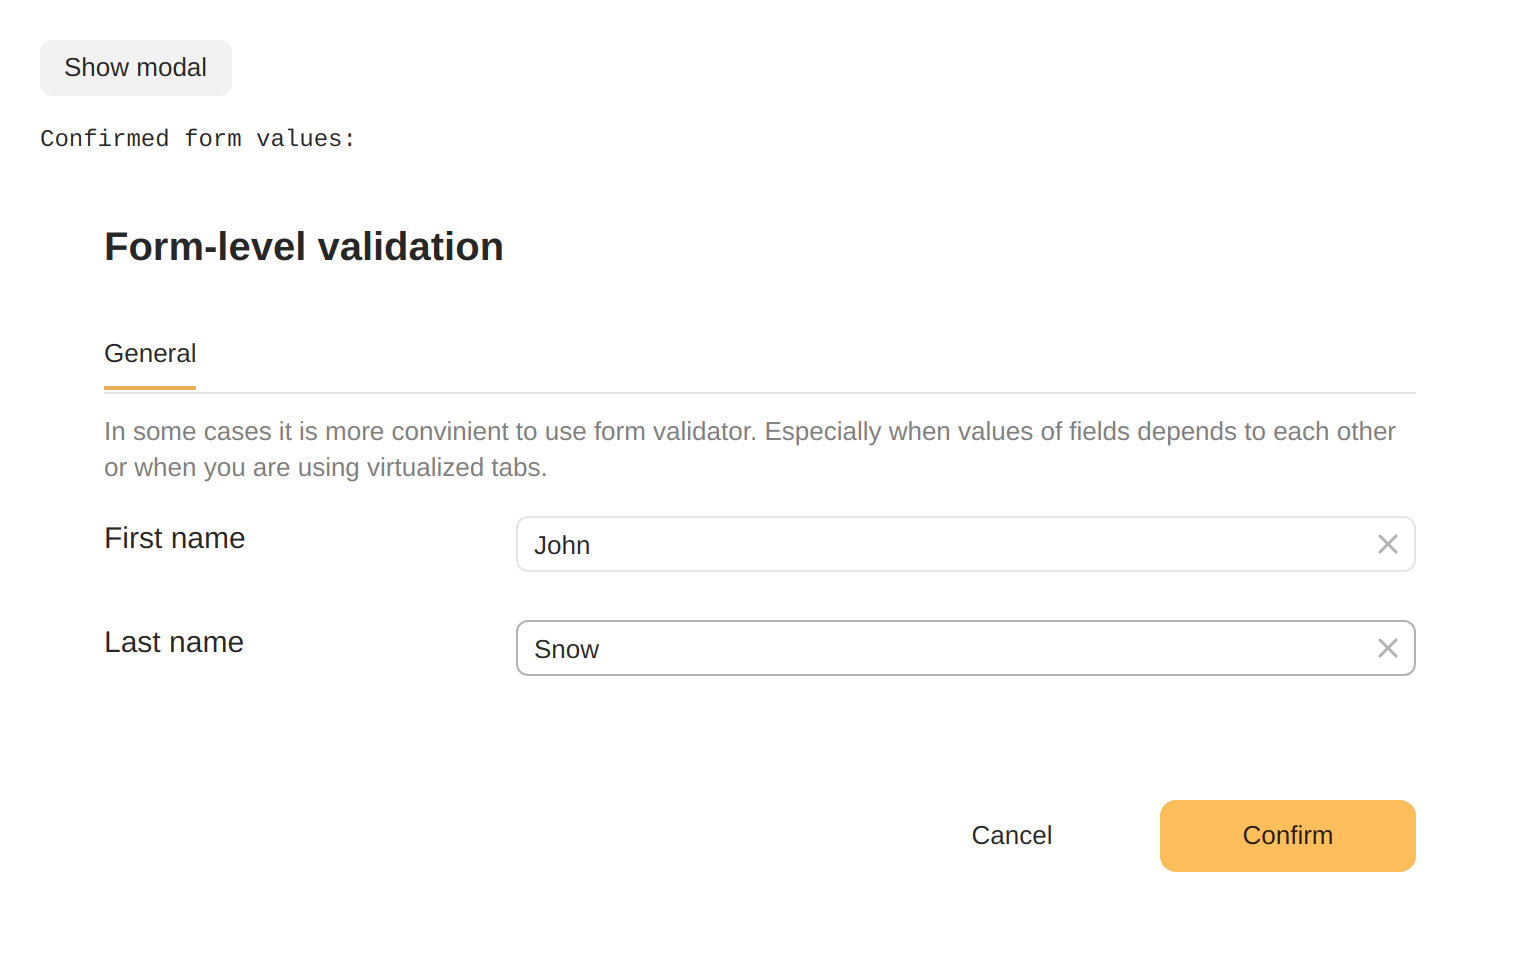 Show modal
Confirmed form values:
Form-level validation
General
In some cases it is more convinient to use form validator. Especially when values of fields depends to each other
or when you are using virtualized tabs.
First name
John
Last name
Snow
Cancel
Confirm